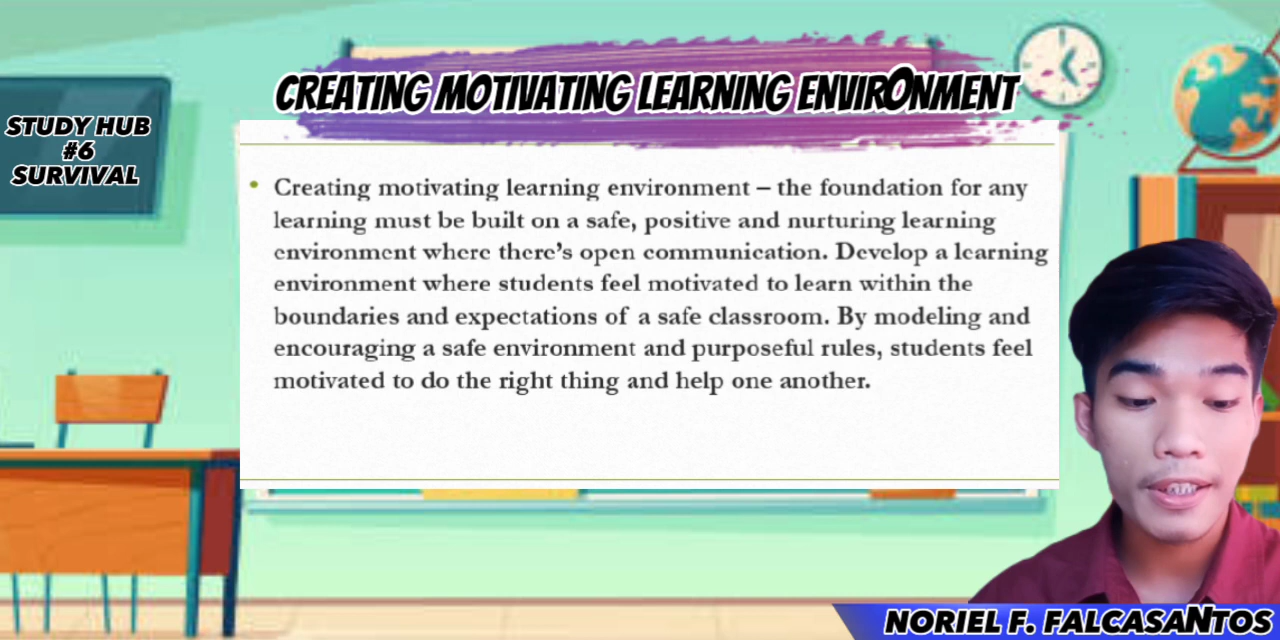 CREATING MOTIVATING LEARNING ENVIRONMENT
STUDY HUB
#6
SURVIVAL
• Creating motivating learning environment – the foundation for any
learning must be built on a safe, positive and nurturing learning
environment where there's open communication. Develop a learning
environment where students feel motivated to learn within the
boundaries and expectations of a safe classroom. By modeling and
encouraging a safe environment and purposeful rules, students feel
motivated to do the right thing and help one another.
NORIEL F. FALCASANTOS